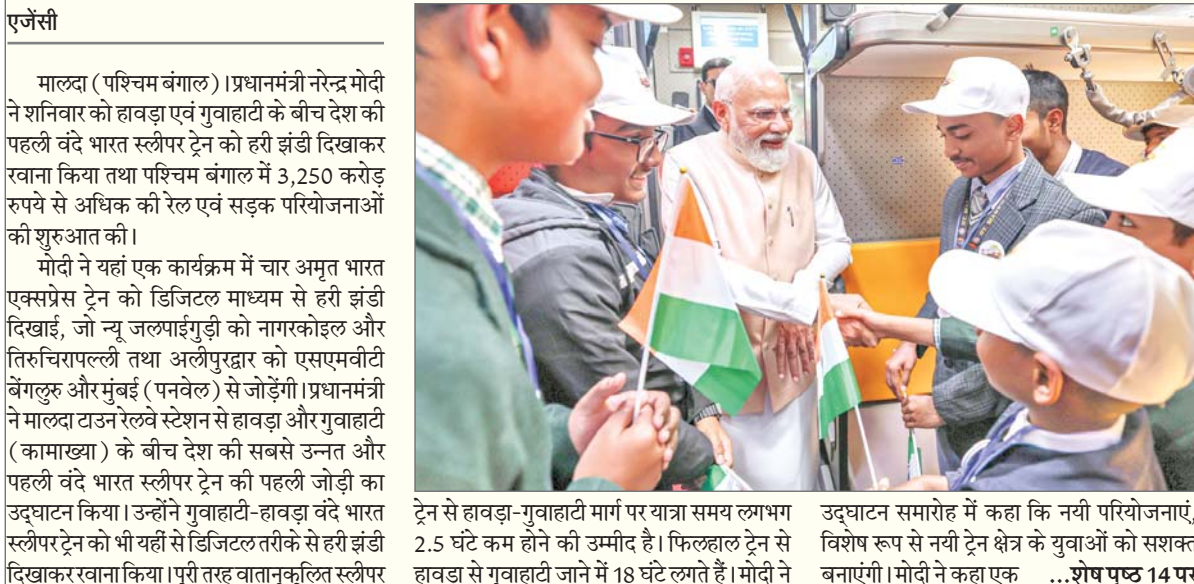 एजेंसी
मालदा (पश्चिम बंगाल)।प्रधानमंत्री नरेन्द्र मोदी
ने शनिवार को हावड़ा एवं गुवाहाटी के बीच देश की
पहली वंदे भारत स्लीपर ट्रेन को हरी झंडी दिखाकर
रवाना किया तथा पश्चिम बंगाल में 3,250 करोड़
रुपये से अधिक की रेल एवं सड़क परियोजनाओं
की शुरुआत की।
मोदी ने यहां एक कार्यक्रम में चार अमृत भारत
एक्सप्रेस ट्रेन को डिजिटल माध्यम से हरी झंडी
दिखाई, जो न्यू जलपाईगुड़ी को नागरकोइल और
तिरुचिरापल्ली तथा अलीपुरद्वार को एसएमवीटी
बेंगलुरु और मुंबई (पनवेल) से जोड़ेंगी।प्रधानमंत्री
ने मालदा टाउन रेलवे स्टेशन से हावड़ा और गुवाहाटी
(कामाख्या) के बीच देश की सबसे उन्नत और
पहली वंदे भारत स्लीपर ट्रेन की पहली जोड़ी का
उद्घाटन किया। उन्होंने गुवाहाटी-हावड़ा वंदे भारत
स्लीपर ट्रेन को भी यहीं से डिजिटल तरीके से हरी झंडी
दिखाकर रवाना किया। पूरी तरह वातानुकूलित स्लीपर
ट्रेन से हावड़ा-गुवाहाटी मार्ग पर यात्रा समय लगभग
2.5 घंटे कम होने की उम्मीद है। फिलहाल ट्रेन से
हावड़ा से गुवाहाटी जाने में 18 घंटे लगते हैं। मोदी ने
उद्घाटन समारोह में कहा कि नयी परियोजनाएं,
विशेष रूप से नयी ट्रेन क्षेत्र के युवाओं को सशक्त
बनाएंगी। मोदी ने कहा एक ...शेष पृष्ठ 14 पर